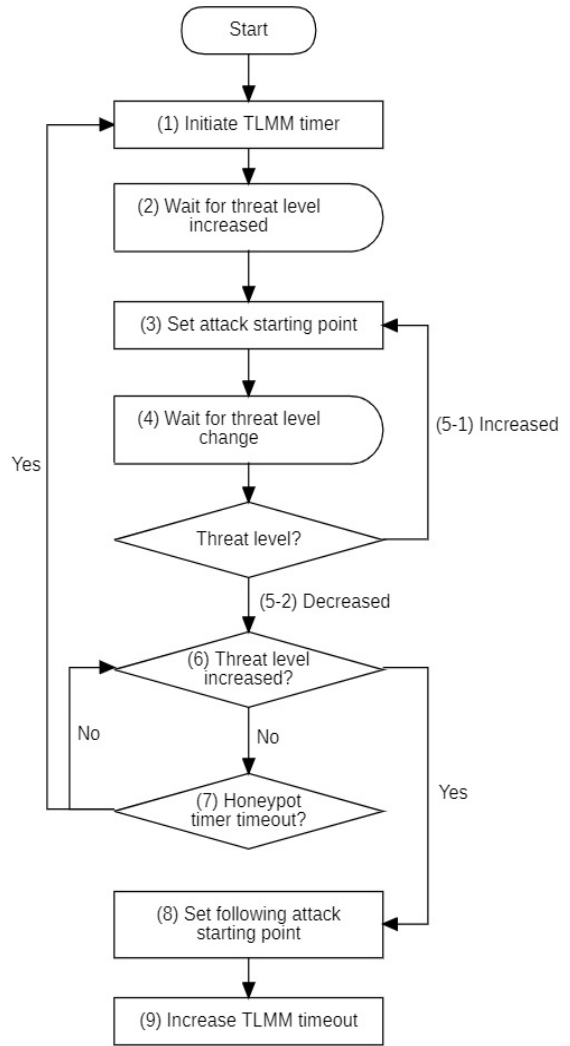 Start
(1) Initiate TLMM timer
(2) Wait for threat level
increased
(3) Set attack starting point
(4) Wait for threat level
change
(5-1) Increased
Yes
Threat level?
(5-2) Decreased
(6) Threat level
increased?
No
No
Yes
(7) Honeypot
timer timeout?
(8) Set following attack
starting point
(9) Increase TLMM timeout